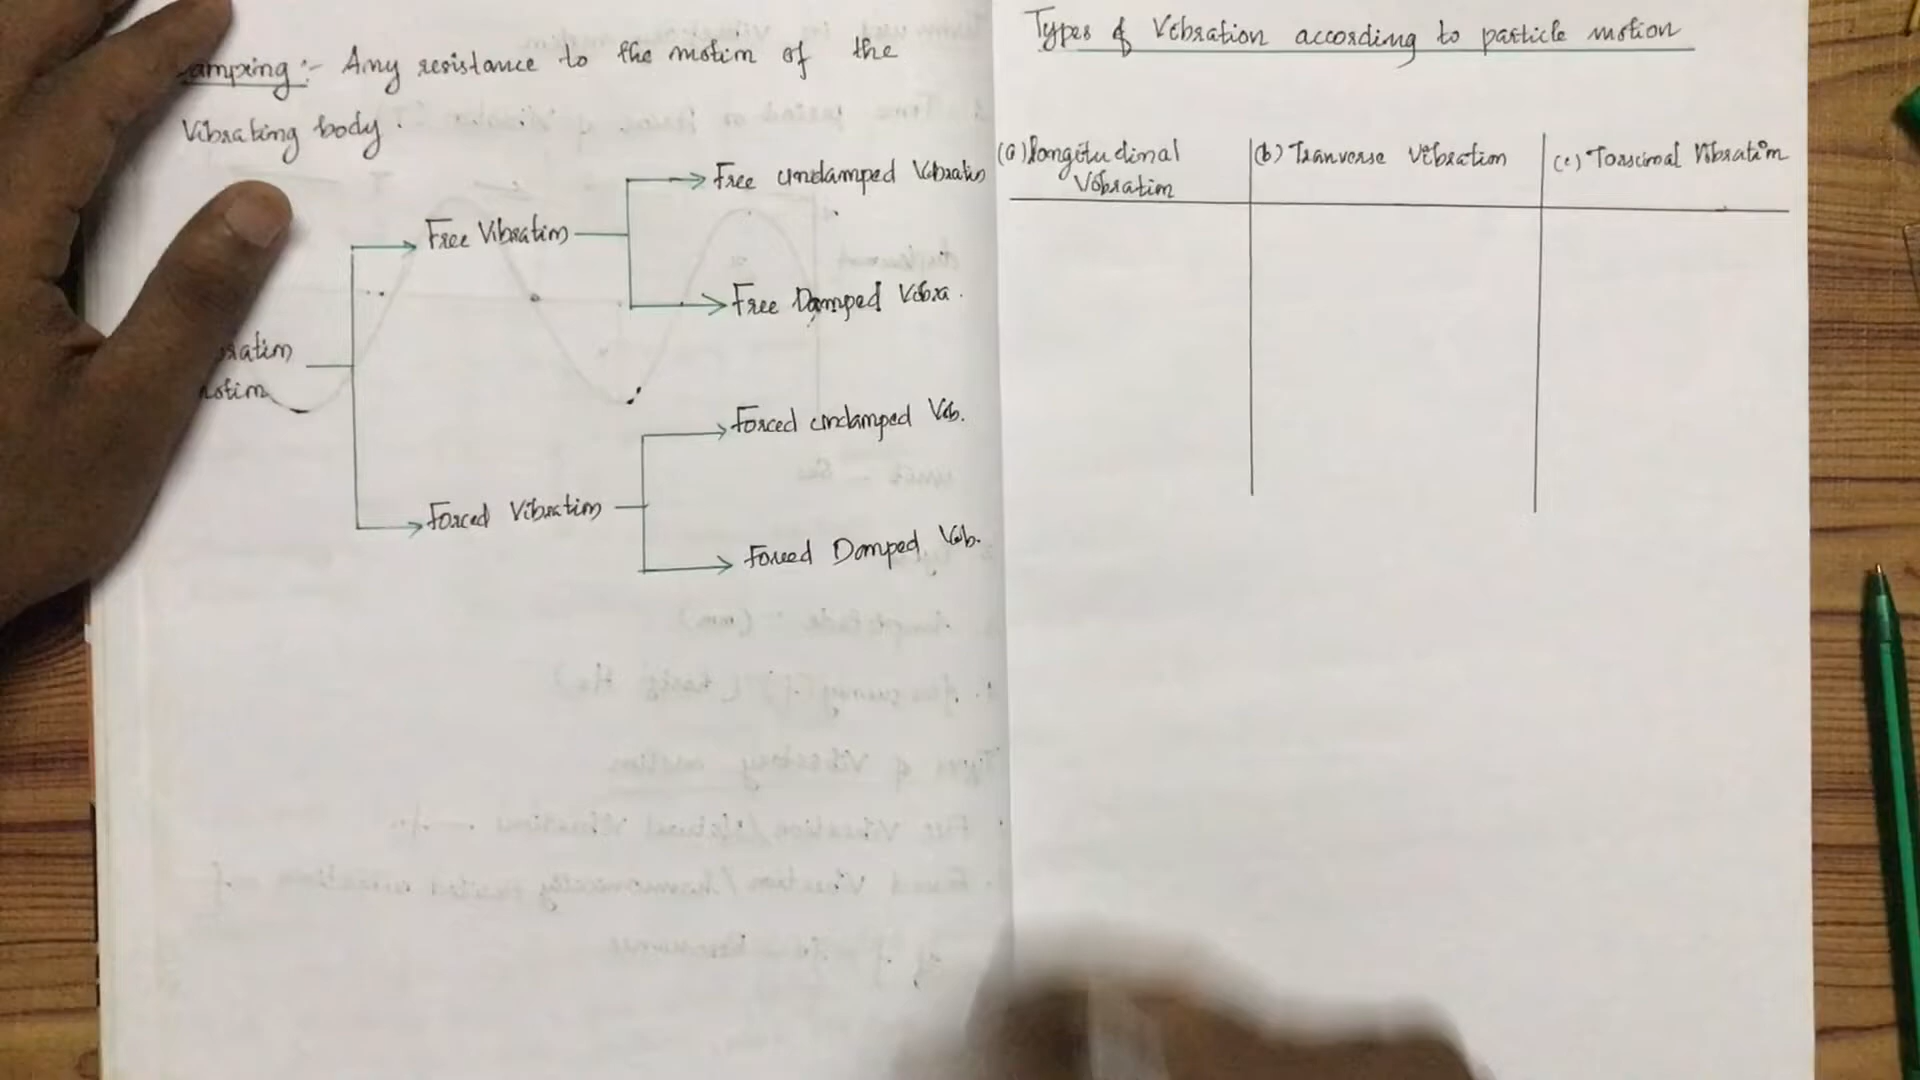 amping :- Any resistance to the motion of the
Vibrating body.
Free Vibration
Free Undamped Vibratin
Free Damped Vibra.
ration
motion
Forced Vibration
Forced undamped Vib.
Forced Damped Vib.
Types of Vibration according to particle motion
(a) Longitudinal
Vibration
(b) Tranverse Vibration
(c) Torsional Vibration